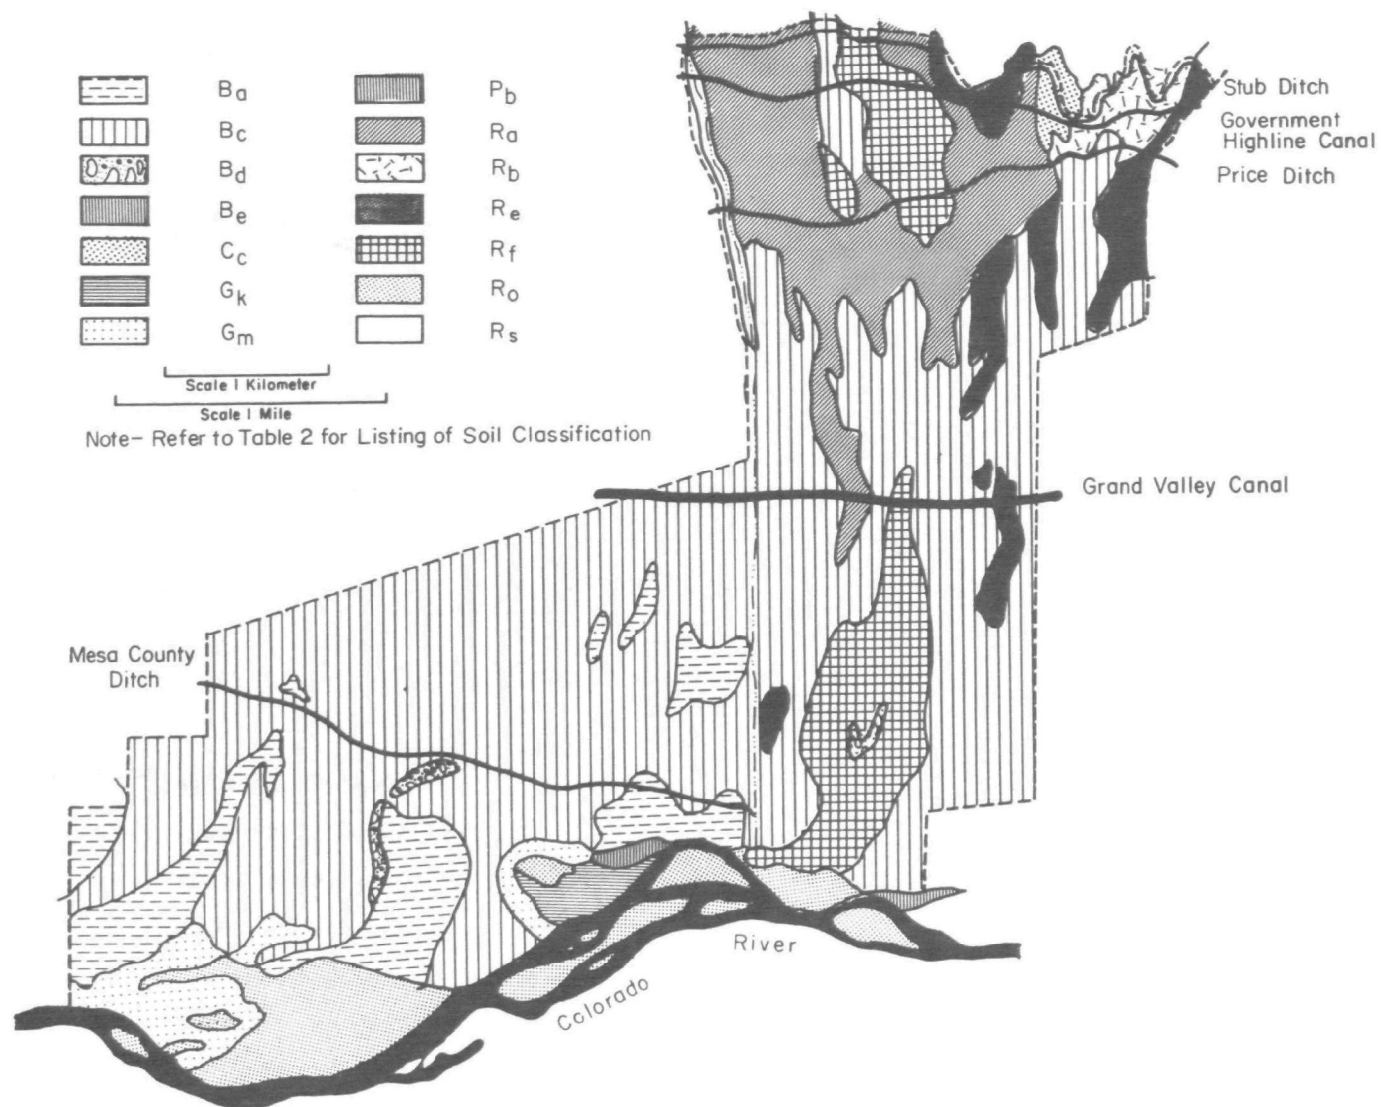 Ba Pb
Bc Ra
Bd Rb
Be Re
Cc Rf
Gk Ro
Gm Rs
Scale 1 Kilometer
Scale 1 Mile
Note- Refer to Table 2 for Listing of Soil Classification
Stub Ditch
Government
Highline Canal
Price Ditch
Grand Valley Canal
Mesa County
Ditch
River
Colorado